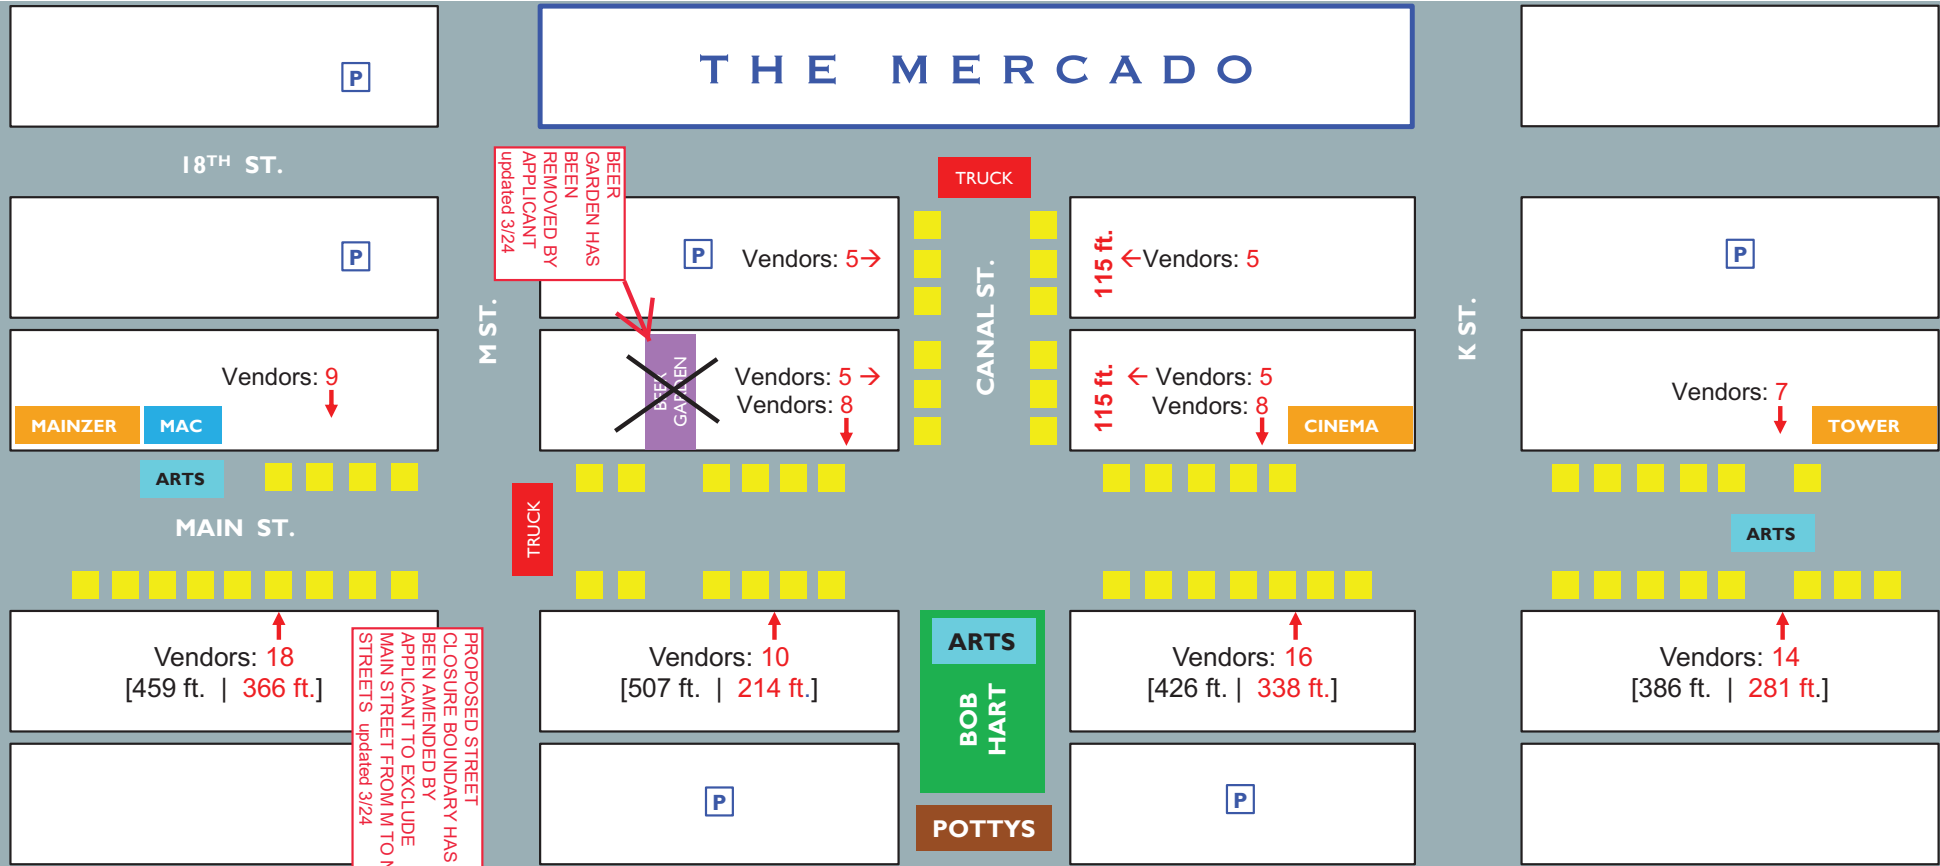 P
THE MERCADO
18TH ST.
BEER
GARDEN HAS
BEEN
REMOVED BY
APPLICANT
updated 3/24
TRUCK
P
P
Vendors: 5→
CANAL ST.
115 ft.
←Vendors: 5
P
M ST.
K ST.
Vendors: 9
MAINZER
MAC
BEER
GARDEN
Vendors: 5 →
Vendors: 8
115 ft.
← Vendors: 5
Vendors: 8
CINEMA
Vendors: 7
TOWER
ARTS
MAIN ST.
TRUCK
ARTS
Vendors: 18
[459 ft. | 366 ft.]
PROPOSED STREET
CLOSURE BOUNDARY HAS
BEEN AMENDED BY
APPLICANT TO EXCLUDE
MAIN STREET FROM M TO N
STREETS updated 3/24
Vendors: 10
[507 ft. | 214 ft.]
ARTS
BOB
HART
Vendors: 16
[426 ft. | 338 ft.]
Vendors: 14
[386 ft. | 281 ft.]
P
POTTYS
P